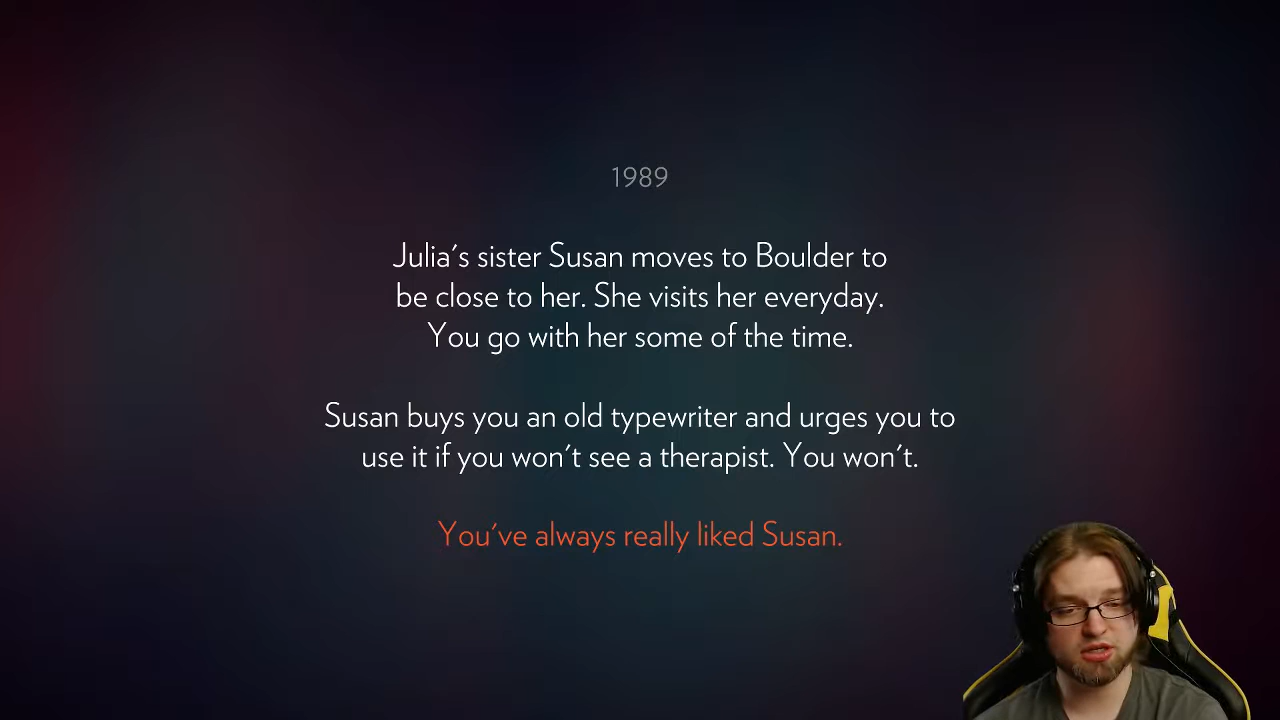 1989
Julia's sister Susan moves to Boulder to
be close to her. She visits her everyday.
You go with her some of the time.
Susan buys you an old typewriter and urges you to
use it if you won't see a therapist. You won't.
You've always really liked Susan.